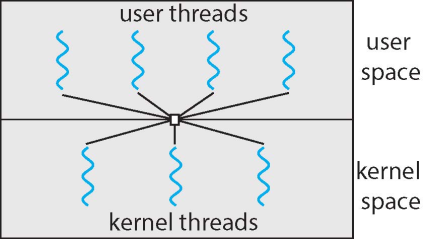 user threads
user
space
kernel
space
kernel threads